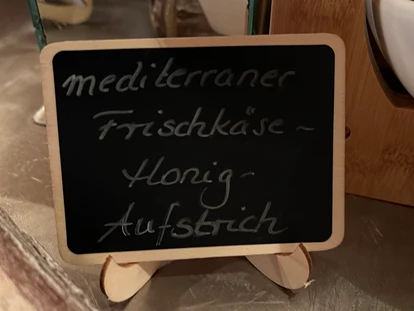 mediterraner
Frischkäse-
Honig-
Aufstrich